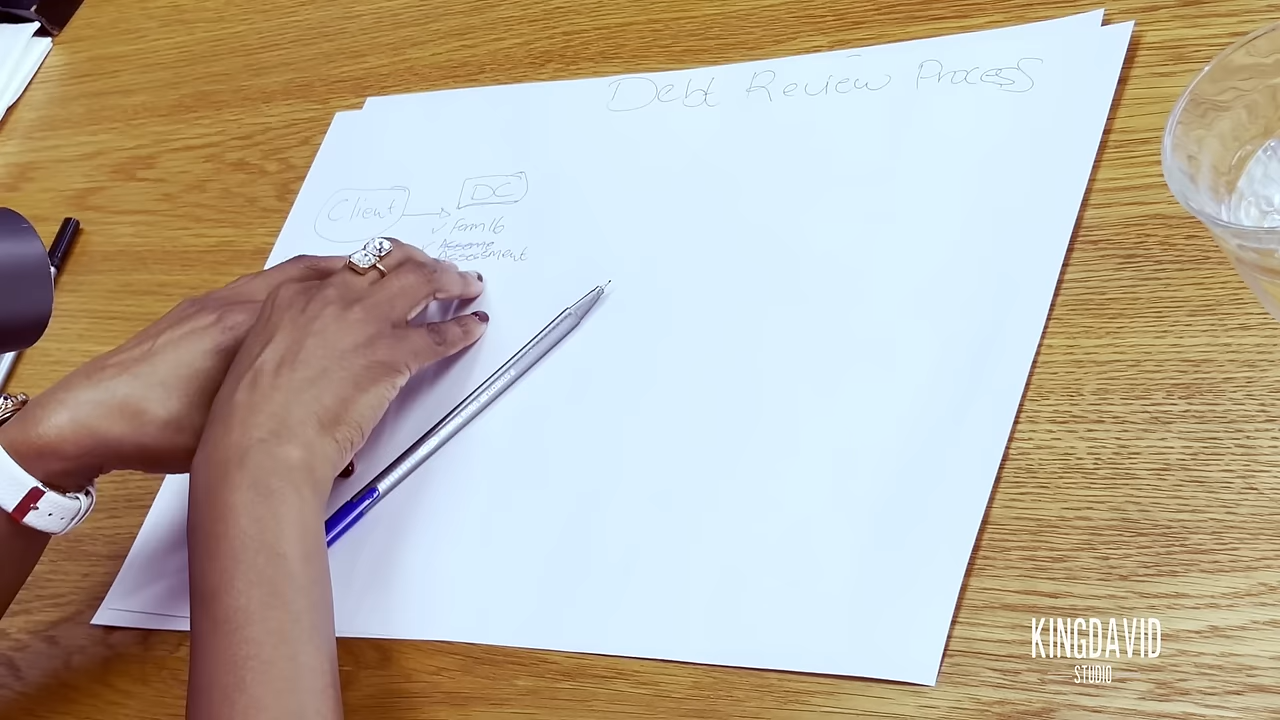 Debt Review Process
Client → DC
✓ Form 16
✓ Assessment
KINGDAVID
STUDIO